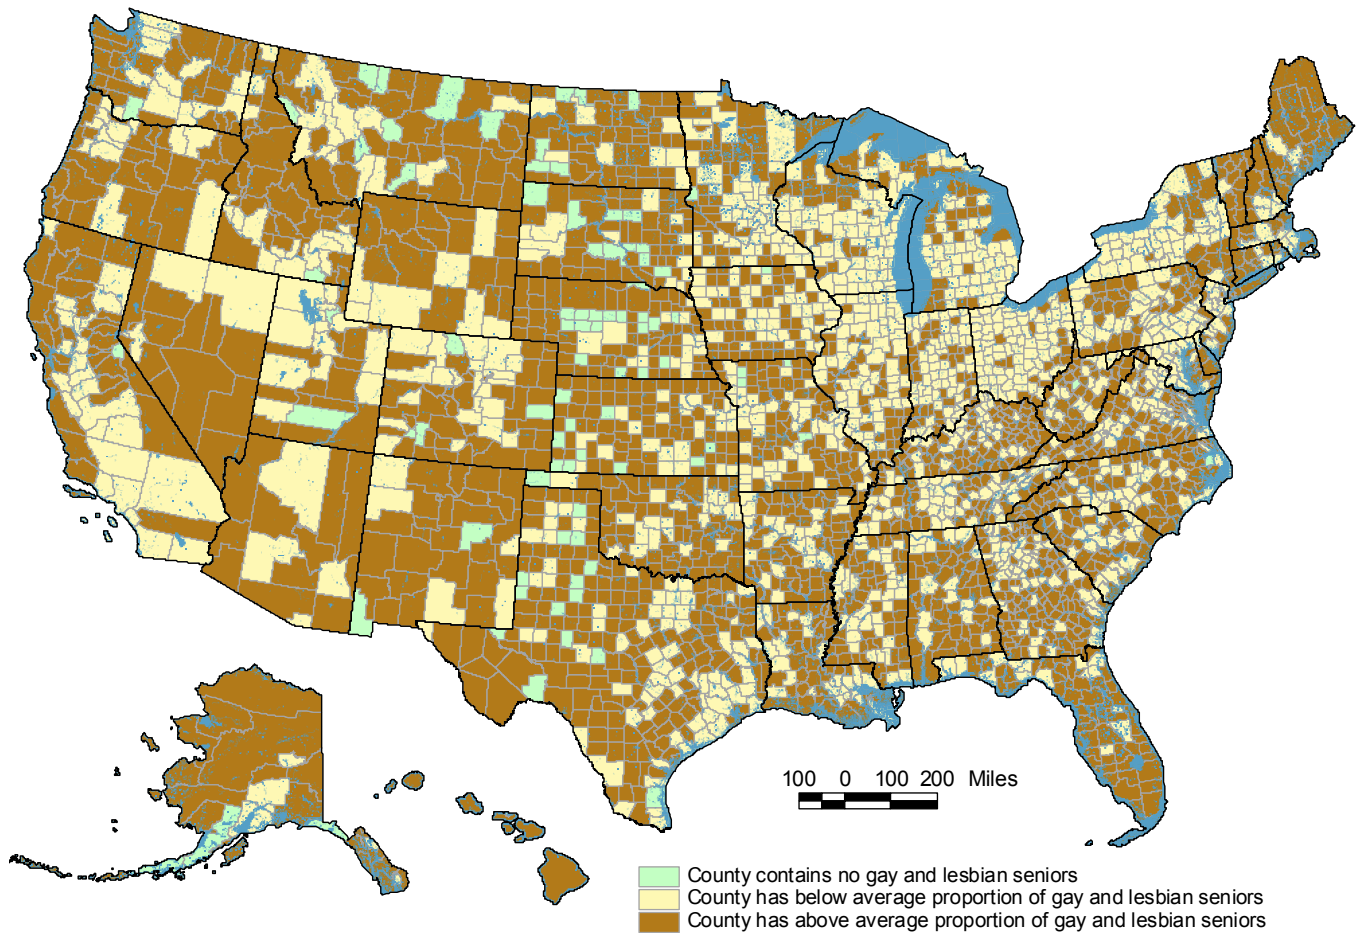 100 0 100 200 Miles
County contains no gay and lesbian seniors
County has below average proportion of gay and lesbian seniors
County has above average proportion of gay and lesbian seniors